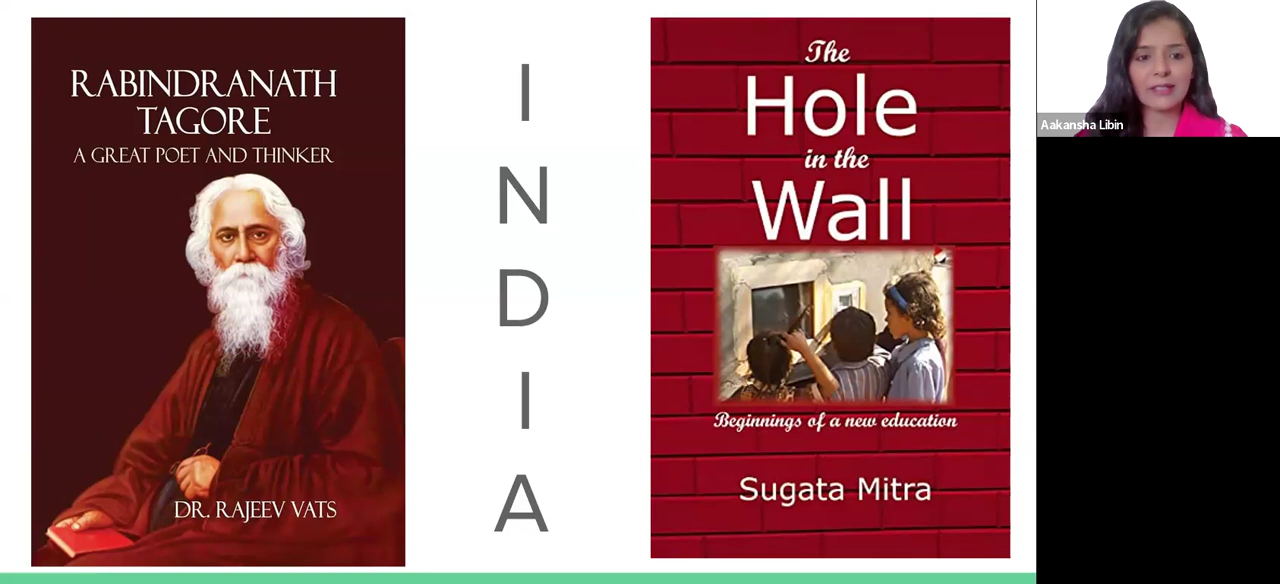 RABINDRANATH
TAGORE
A GREAT POET AND THINKER
DR. RAJEEV VATS
I
N
D
I
A
The
Hole
in the
Wall
Beginnings of a new education
Sugata Mitra
Aakansha Libin